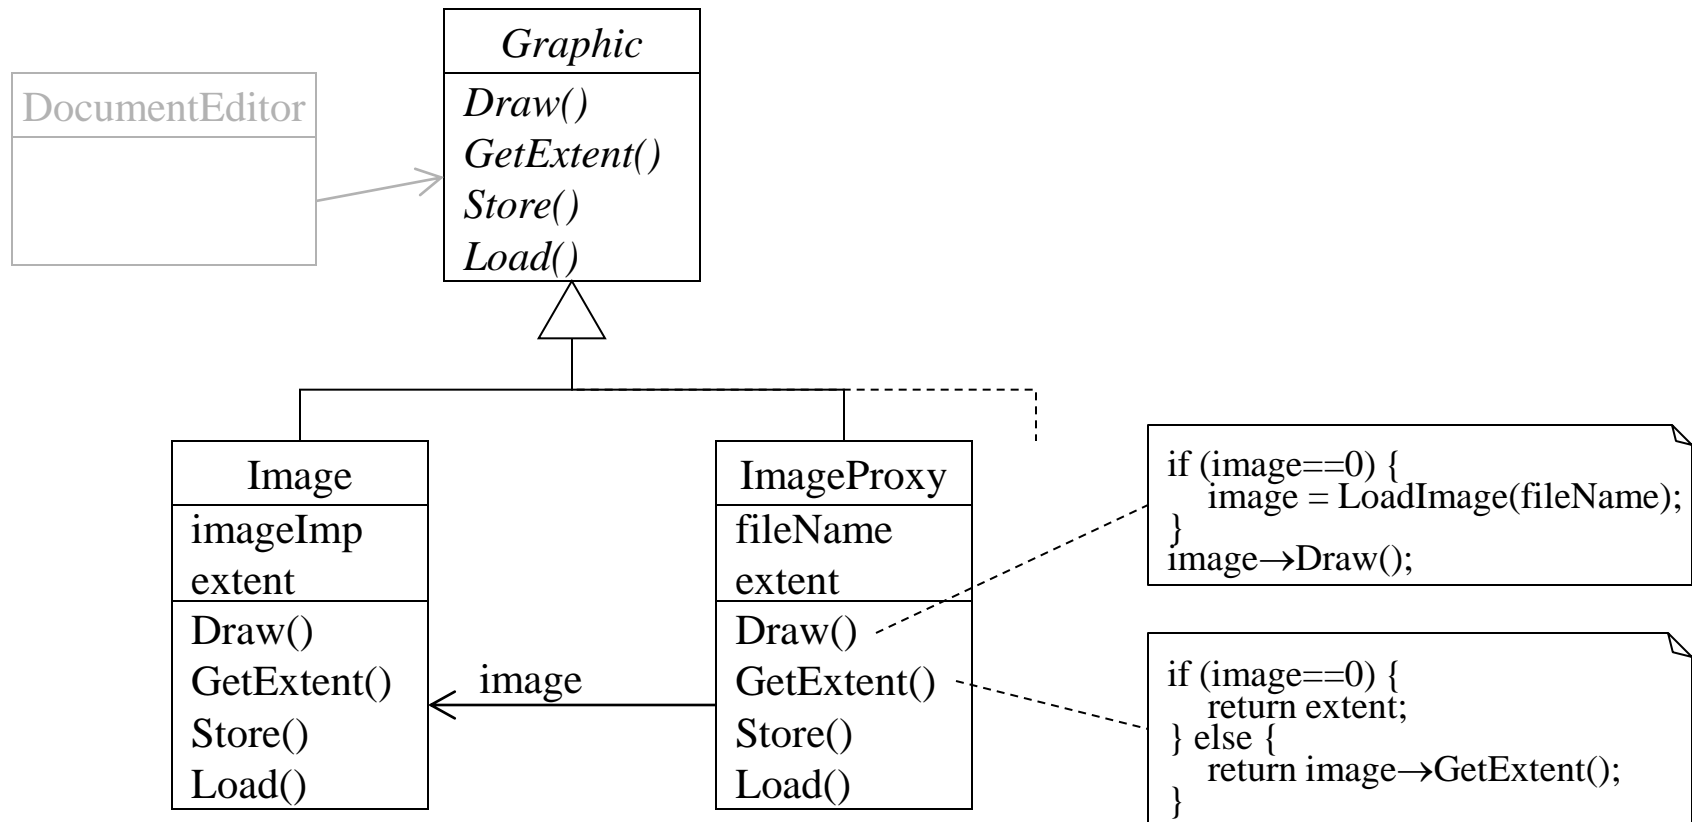 Graphic
Draw()
GetExtent()
Store()
Load()
DocumentEditor
Image
imageImp
extent
Draw()
GetExtent()
Store()
Load()
image
ImageProxy
fileName
extent
Draw()
GetExtent()
Store()
Load()
if (image==0) {
image = LoadImage(fileName);
}
image→Draw();
if (image==0) {
return extent;
} else {
return image→GetExtent();
}